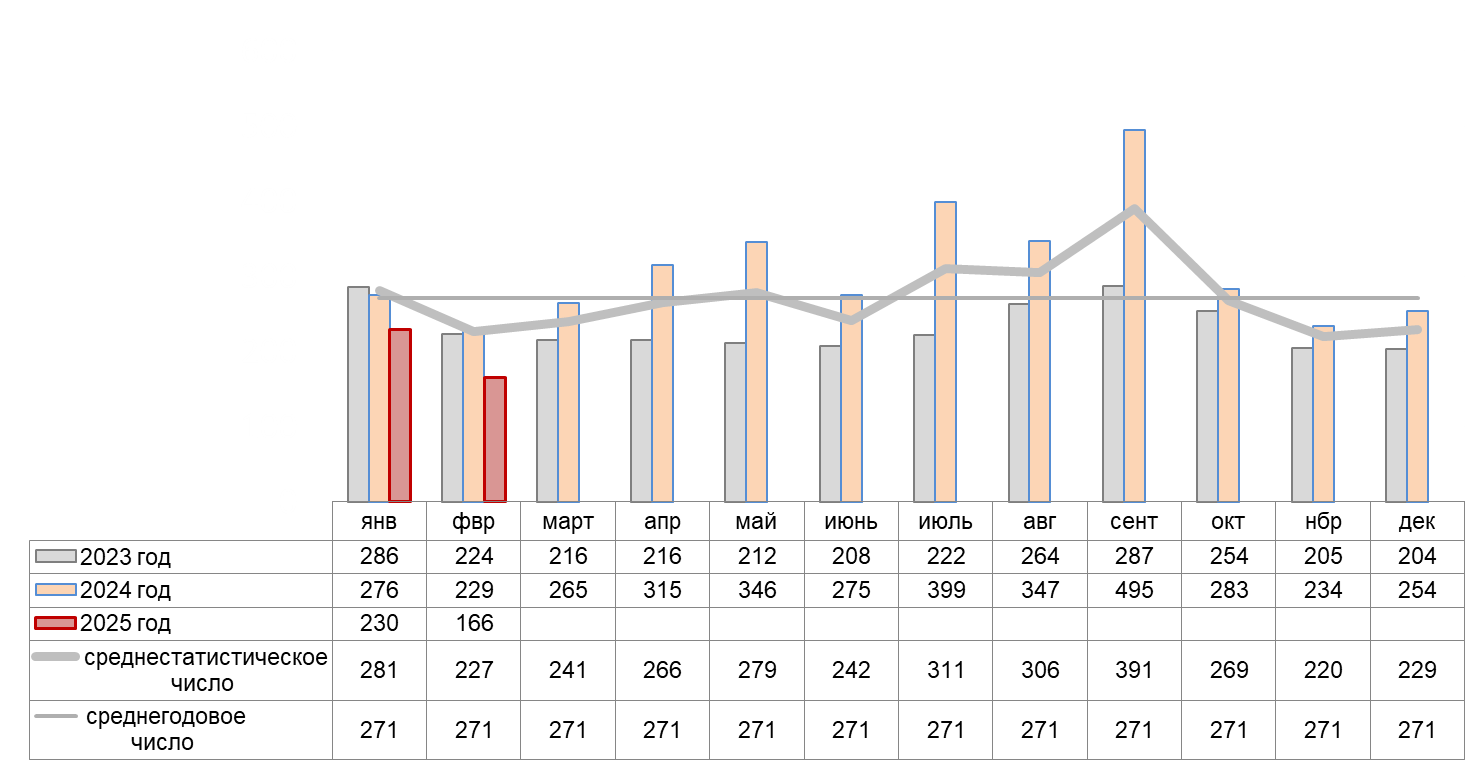 янв фвр март апр май июнь июль авг сент окт нбр дек
2023 год 286 224 216 216 212 208 222 264 287 254 205 204
2024 год 276 229 265 315 346 275 399 347 495 283 234 254
2025 год 230 166
среднестатистическое
число 281 227 241 266 279 242 311 306 391 269 220 229
среднегодовое
число 271 271 271 271 271 271 271 271 271 271 271 271